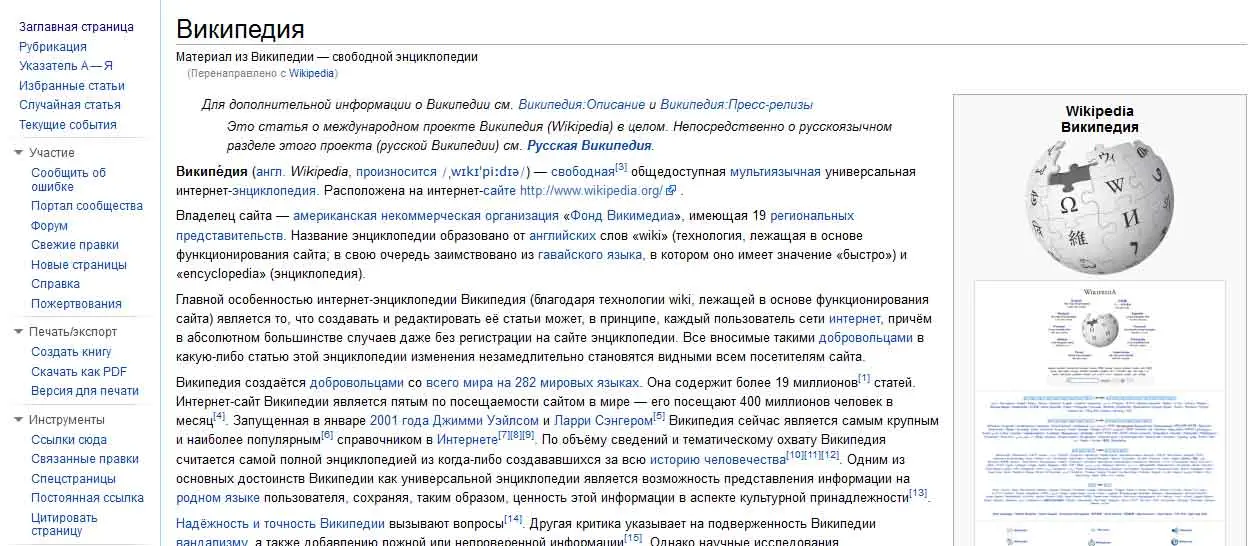 Заглавная страница
Рубрикация
Указатель А — Я
Избранные статьи
Случайная статья
Текущие события
Участие
Сообщить об
ошибке
Портал сообщества
Форум
Свежие правки
Новые страницы
Справка
Пожертвования
Печать/экспорт
Создать книгу
Скачать как PDF
Версия для печати
Инструменты
Ссылки сюда
Связанные правки
Спецстраницы
Постоянная ссылка
Цитировать
страницу
Википедия
Материал из Википедии — свободной энциклопедии
(Перенаправлено с Wikipedia)
Для дополнительной информации о Википедии см. Википедия:Описание и Википедия:Пресс-релизы
Это статья о международном проекте Википедия (Wikipedia) в целом. Непосредственно о русскоязычном
разделе этого проекта (русской Википедии) см. Русская Википедия.
Википе́дия (англ. Wikipedia, произносится /ˌwɪkɪˈpiːdɪə/) — свободная[3] общедоступная мультиязычная универсальная
интернет-энциклопедия. Расположена на интернет-сайте http://www.wikipedia.org/ .
Владелец сайта — американская некоммерческая организация «Фонд Викимедиа», имеющая 19 региональных
представительств. Название энциклопедии образовано от английских слов «wiki» (технология, лежащая в основе
функционирования сайта; в свою очередь заимствовано из гавайского языка, в котором оно имеет значение «быстро») и
«encyclopedia» (энциклопедия).
Главной особенностью интернет-энциклопедии Википедия (благодаря технологии wiki, лежащей в основе функционирования
сайта) является то, что создавать и редактировать её статьи может, в принципе, каждый пользователь сети интернет, причём
в абсолютном большинстве случаев даже без регистрации на сайте энциклопедии. Все вносимые такими добровольцами в
какую-либо статью этой энциклопедии изменения незамедлительно становятся видными всем посетителям сайта.
Википедия создаётся добровольцами со всего мира на 282 мировых языках. Она содержит более 19 миллионов[1] статей.
Интернет-сайт Википедии является пятым по посещаемости сайтом в мире — его посещают 400 миллионов человек в
месяц[4]. Запущенная в январе 2001 года Джимми Уэйлсом и Ларри Сэнгером[5] Википедия сейчас является самым крупным
и наиболее популярным[6] справочником в Интернете[7][8][9]. По объёму сведений и тематическому охвату Википедия
считается самой полной энциклопедией из когда-либо создававшихся за всю историю человечества[10][11][12]. Одним из
основных достоинств Википедии как универсальной энциклопедии является возможность представления информации на
родном языке пользователя, сохраняя, таким образом, ценность этой информации в аспекте культурной принадлежности[13].
Надёжность и точность Википедии вызывают вопросы[14]. Другая критика указывает на подверженность Википедии
вандализму, а также добавлению ложной или непроверенной информации[15]. Однако научные исследования
Wikipedia
Википедия
Ω
W
И
維
WIKIPEDIA